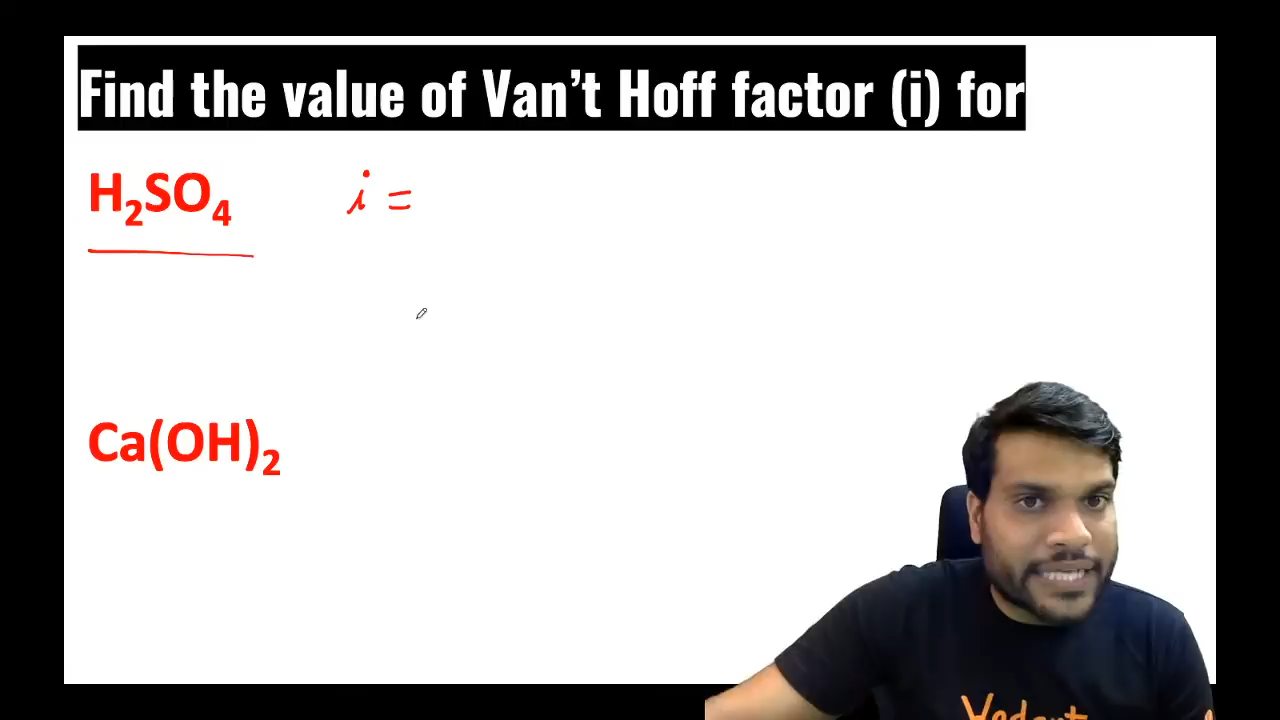 Find the value of Van't Hoff factor (i) for
H₂SO₄ i =
Ca(OH)₂